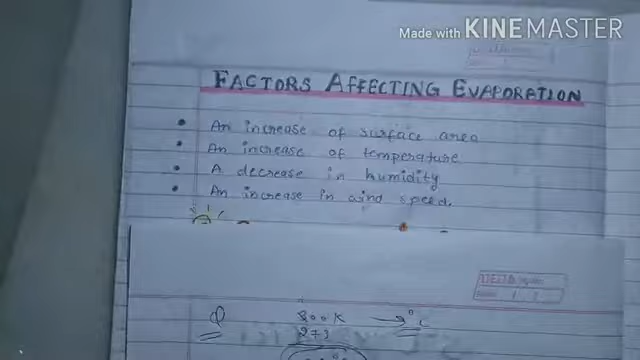 Made with KINEMASTER
FACTORS AFFECTING EVAPORATION
• An increase of surface area
• An increase of temperature
• A decrease in humidity
• An increase in wind speed.
Q 300K → °C
273